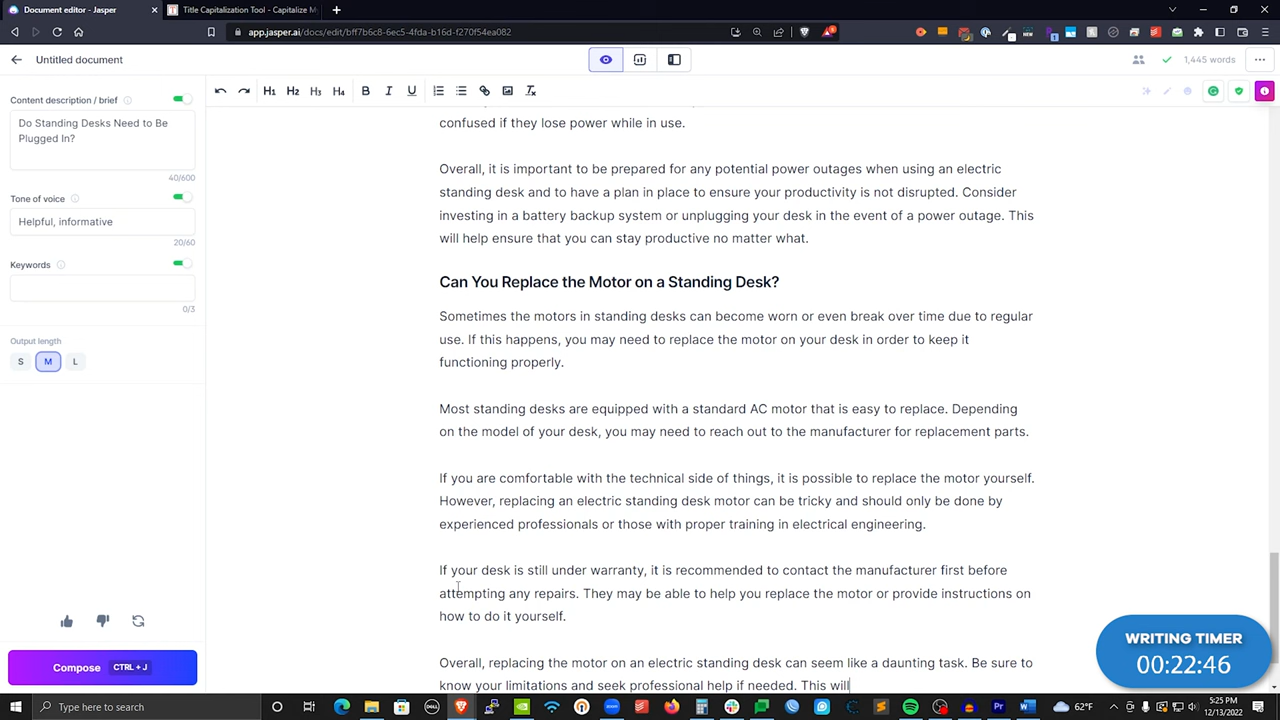 Document editor - Jasper
Title Capitalization Tool - Capitalize M
app.jasper.ai/docs/edit/bff7b6c8-6ec5-4fda-b16d-f270f54ea082
Untitled document
1,445 words
H1 H2 H3 H4 B I U
Content description / brief
Do Standing Desks Need to Be
Plugged In?
40/600
Tone of voice
Helpful, informative
20/60
Keywords
0/3
Output length
S M L
Compose CTRL + J
confused if they lose power while in use.
Overall, it is important to be prepared for any potential power outages when using an electric
standing desk and to have a plan in place to ensure your productivity is not disrupted. Consider
investing in a battery backup system or unplugging your desk in the event of a power outage. This
will help ensure that you can stay productive no matter what.
Can You Replace the Motor on a Standing Desk?
Sometimes the motors in standing desks can become worn or even break over time due to regular
use. If this happens, you may need to replace the motor on your desk in order to keep it
functioning properly.
Most standing desks are equipped with a standard AC motor that is easy to replace. Depending
on the model of your desk, you may need to reach out to the manufacturer for replacement parts.
If you are comfortable with the technical side of things, it is possible to replace the motor yourself.
However, replacing an electric standing desk motor can be tricky and should only be done by
experienced professionals or those with proper training in electrical engineering.
If your desk is still under warranty, it is recommended to contact the manufacturer first before
attempting any repairs. They may be able to help you replace the motor or provide instructions on
how to do it yourself.
Overall, replacing the motor on an electric standing desk can seem like a daunting task. Be sure to
know your limitations and seek professional help if needed. This will
WRITING TIMER
00:22:46
Type here to search
62°F
5:25 PM
12/13/2022